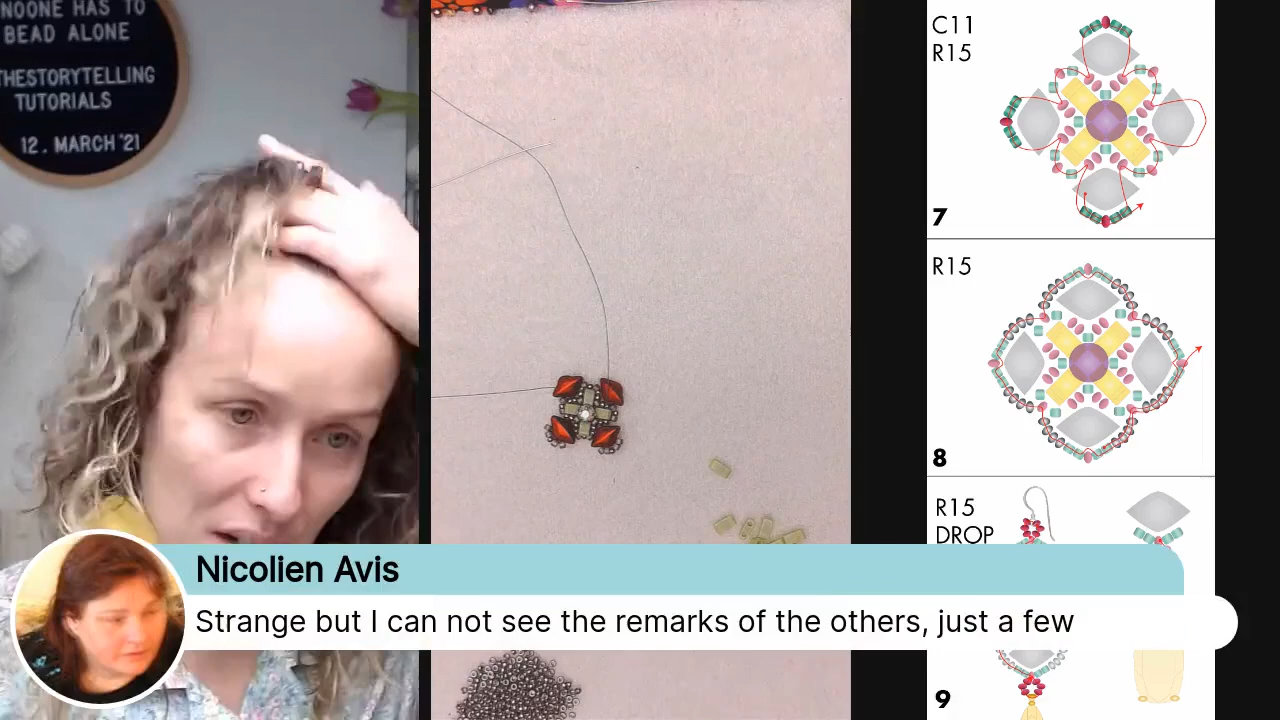 NOONE HAS TO
BEAD ALONE
THESTORYTELLING
TUTORIALS
12. MARCH '21
C11
R15
7
R15
8
R15
DROP
9
Nicolien Avis
Strange but I can not see the remarks of the others, just a few